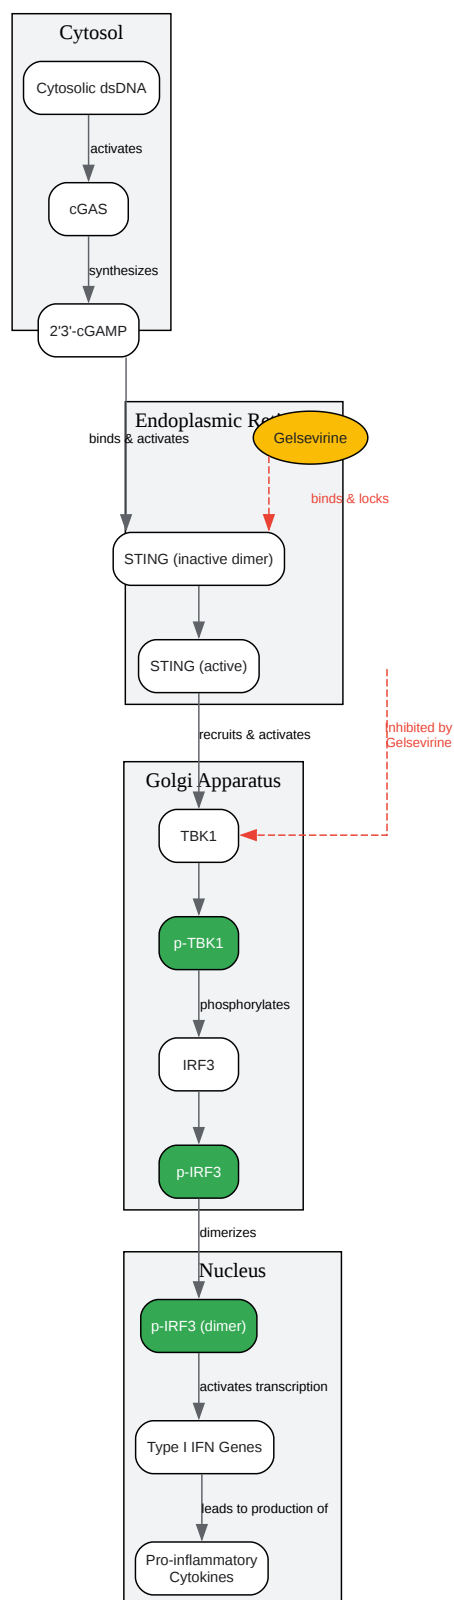 Cytosol
Cytosolic dsDNA
activates
cGAS
synthesizes
2'3'-cGAMP
Endoplasmic
Gelsevirine
binds & activates
binds & locks
STING (inactive dimer)
STING (active)
recruits & activates
Inhibited by
Gelsevirine
Golgi Apparatus
TBK1
p-TBK1
phosphorylates
IRF3
p-IRF3
dimerizes
Nucleus
p-IRF3 (dimer)
activates transcription
Type I IFN Genes
leads to production of
Pro-inflammatory
Cytokines